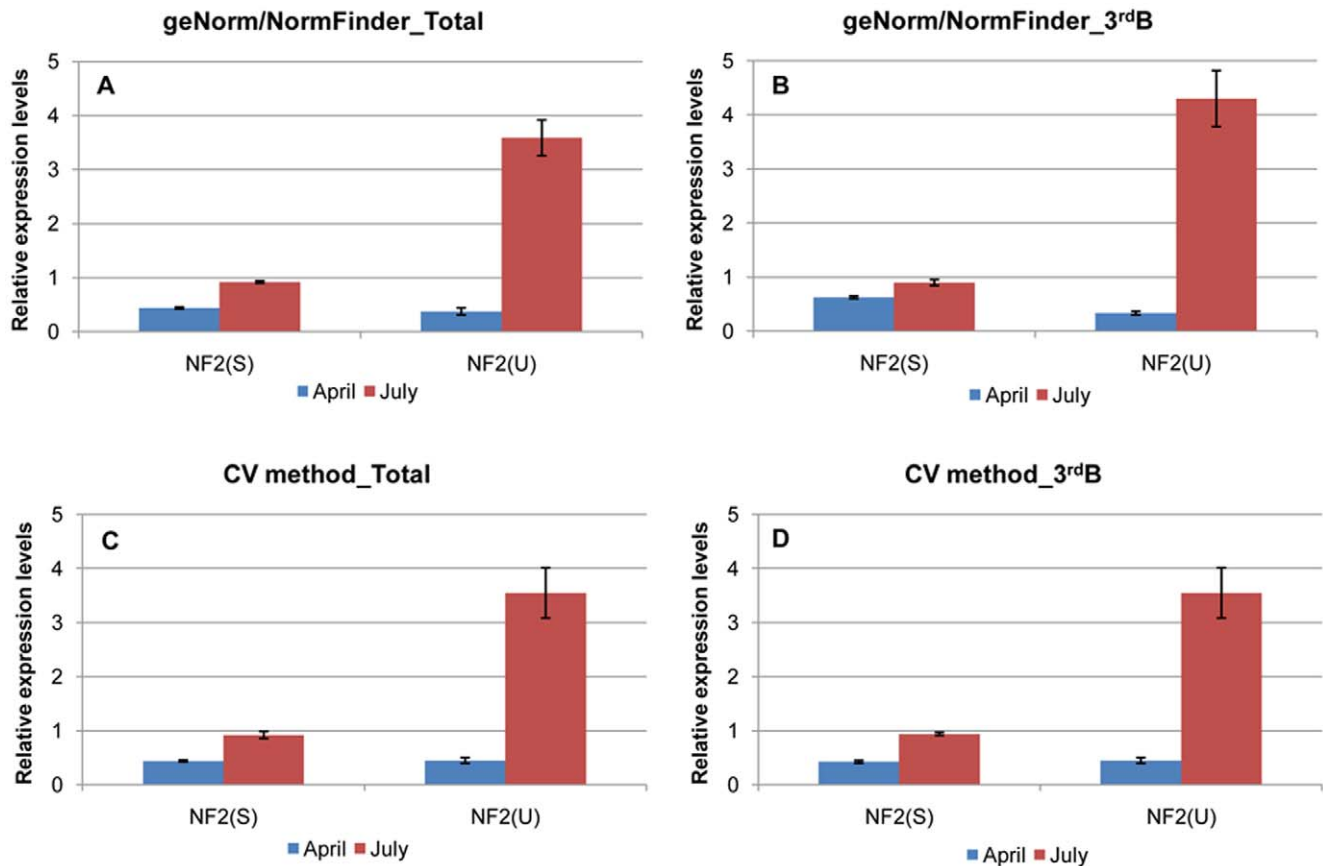 geNorm/NormFinder_Total
A
Relative expression levels
5
4
3
2
1
0
NF2(S) NF2(U)
April July
geNorm/NormFinder_3rdB
B
Relative expression levels
5
4
3
2
1
0
NF2(S) NF2(U)
April July
CV method_Total
C
Relative expression levels
5
4
3
2
1
0
NF2(S) NF2(U)
April July
CV method_3rdB
D
Relative expression levels
5
4
3
2
1
0
NF2(S) NF2(U)
April July